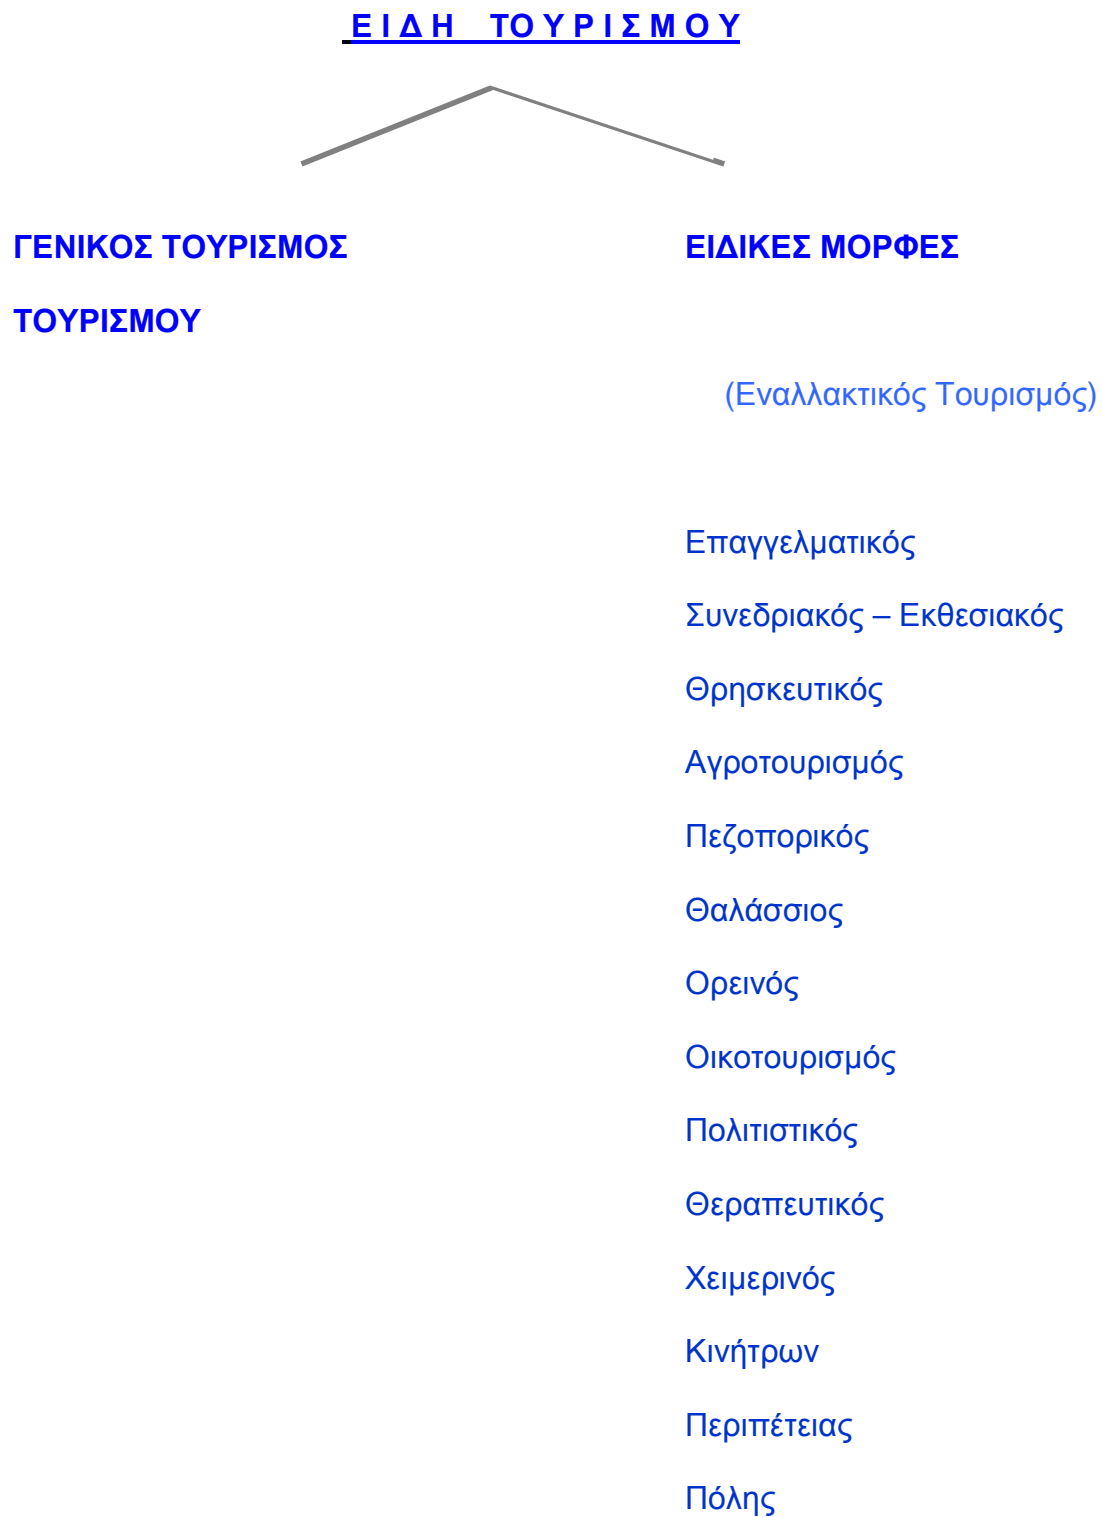 Ε Ι Δ Η ΤΟ Υ Ρ Ι Σ Μ Ο Υ
ΓΕΝΙΚΟΣ ΤΟΥΡΙΣΜΟΣ ΕΙΔΙΚΕΣ ΜΟΡΦΕΣ
ΤΟΥΡΙΣΜΟΥ
(Εναλλακτικός Τουρισμός)
Επαγγελματικός
Συνεδριακός – Εκθεσιακός
Θρησκευτικός
Αγροτουρισμός
Πεζοπορικός
Θαλάσσιος
Ορεινός
Οικοτουρισμός
Πολιτιστικός
Θεραπευτικός
Χειμερινός
Κινήτρων
Περιπέτειας
Πόλης